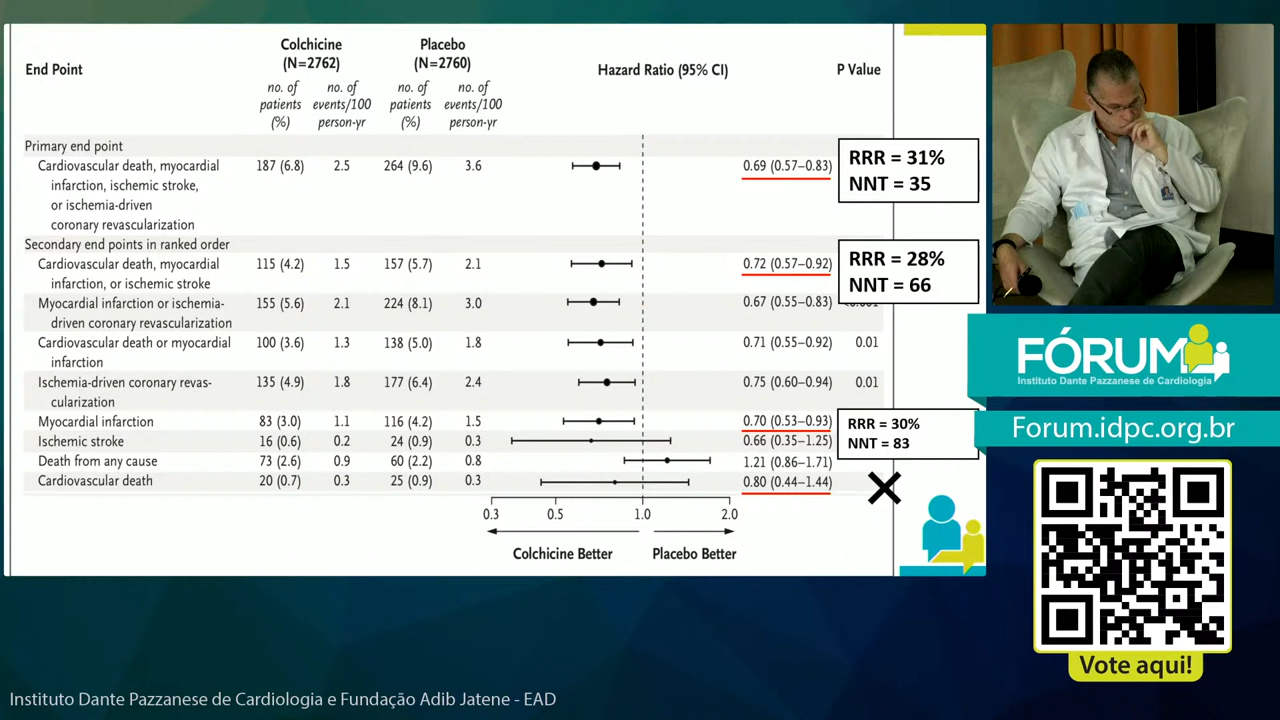 Colchicine
(N=2762)
Placebo
(N=2760)
End Point
Hazard Ratio (95% CI)
P Value
no. of
patients
(%)
no. of
events/100
person-yr
no. of
patients
(%)
no. of
events/100
person-yr
Primary end point
Cardiovascular death, myocardial 187 (6.8) 2.5 264 (9.6) 3.6 0.69 (0.57–0.83)
infarction, ischemic stroke,
or ischemia-driven
coronary revascularization
RRR = 31%
NNT = 35
Secondary end points in ranked order
Cardiovascular death, myocardial 115 (4.2) 1.5 157 (5.7) 2.1 0.72 (0.57–0.92)
infarction, or ischemic stroke
RRR = 28%
NNT = 66
Myocardial infarction or ischemia- 155 (5.6) 2.1 224 (8.1) 3.0 0.67 (0.55–0.83)
driven coronary revascularization
Cardiovascular death or myocardial 100 (3.6) 1.3 138 (5.0) 1.8 0.71 (0.55–0.92) 0.01
infarction
Ischemia-driven coronary revas- 135 (4.9) 1.8 177 (6.4) 2.4 0.75 (0.60–0.94) 0.01
cularization
Myocardial infarction 83 (3.0) 1.1 116 (4.2) 1.5 0.70 (0.53–0.93)
Ischemic stroke 16 (0.6) 0.2 24 (0.9) 0.3 0.66 (0.35–1.25)
RRR = 30%
NNT = 83
Death from any cause 73 (2.6) 0.9 60 (2.2) 0.8 1.21 (0.86–1.71)
Cardiovascular death 20 (0.7) 0.3 25 (0.9) 0.3 0.80 (0.44–1.44)
0.3 0.5 1.0 2.0
Colchicine Better Placebo Better
FÓRUM
Instituto Dante Pazzanese de Cardiologia
Forum.idpc.org.br
Vote aqui!
Instituto Dante Pazzanese de Cardiologia e Fundação Adib Jatene - EAD